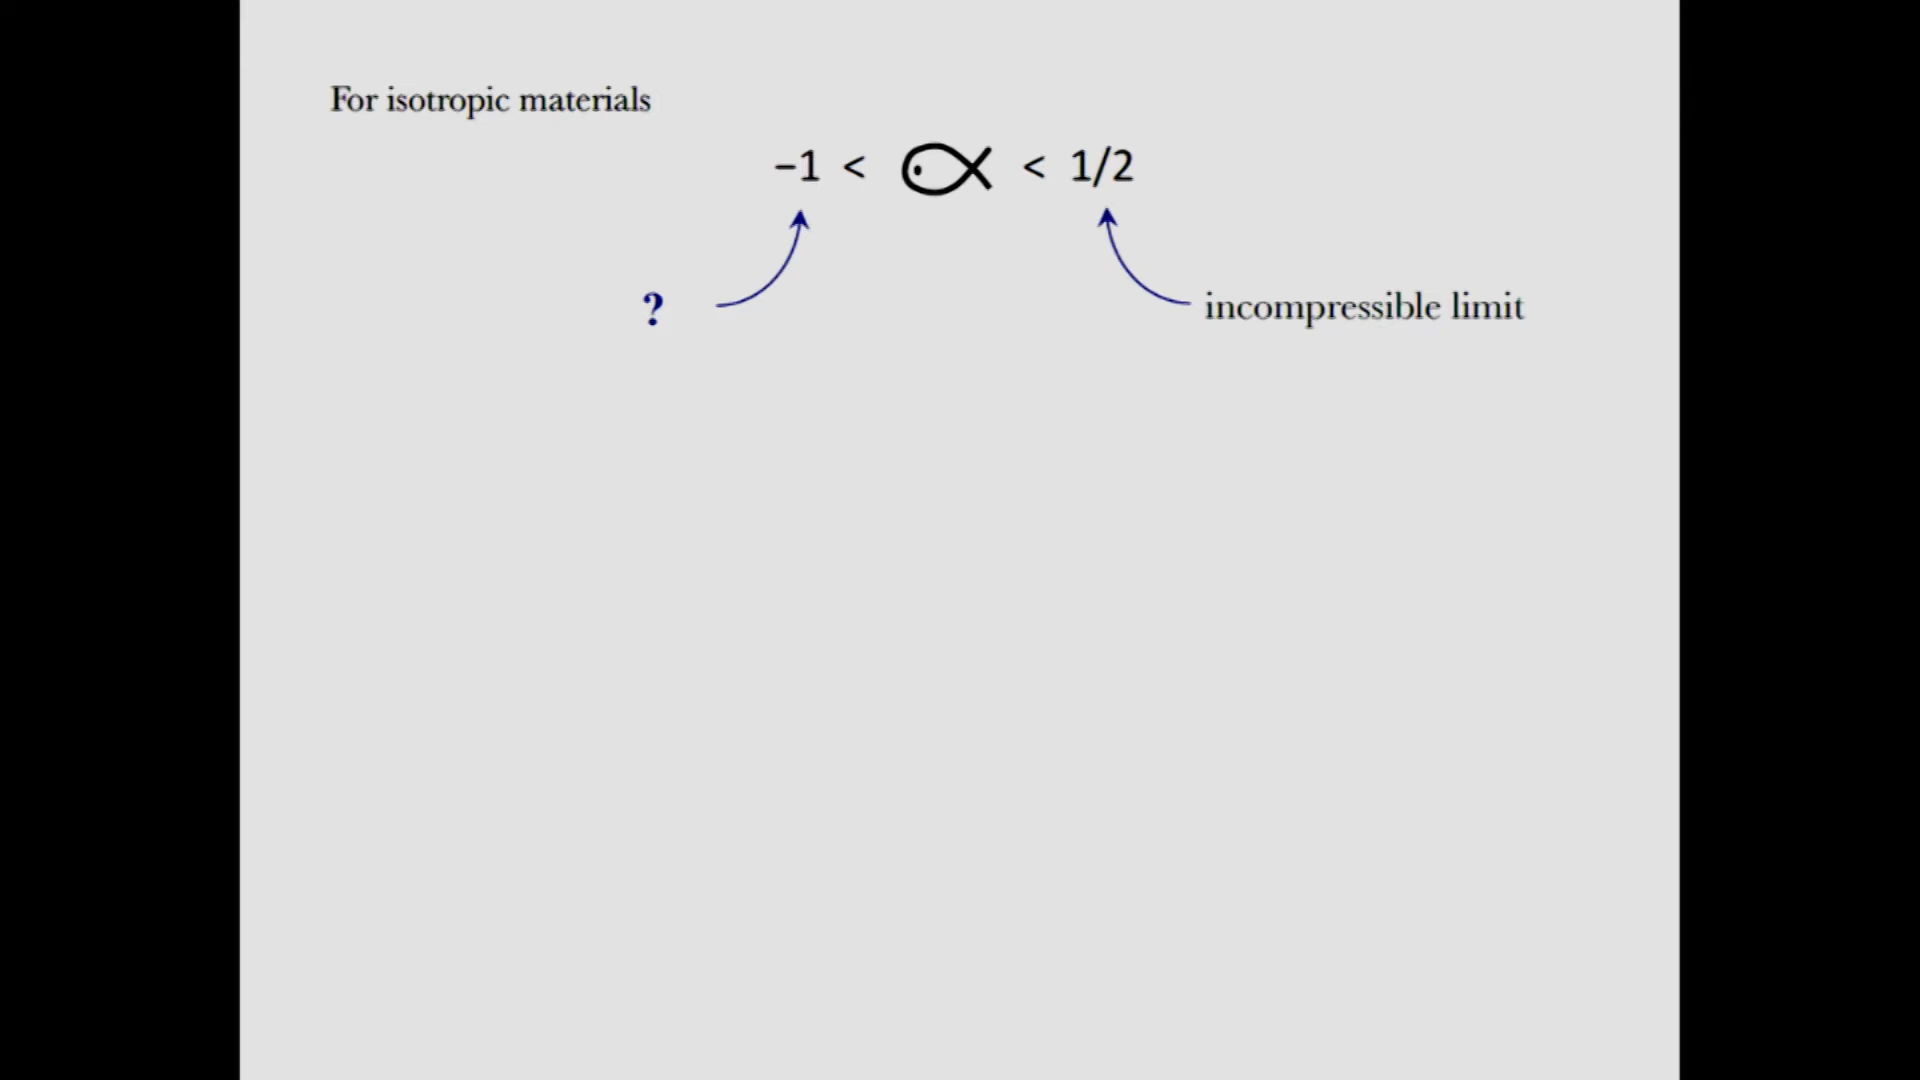 For isotropic materials
−1 < < 1/2
?
incompressible limit